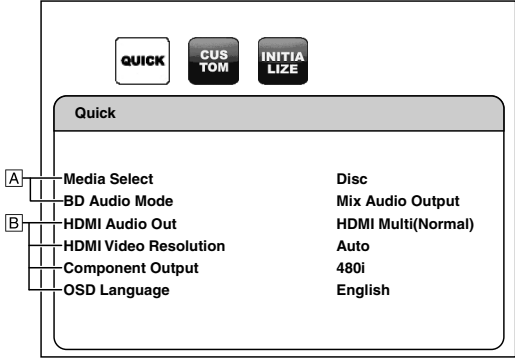 QUICK
CUS
TOM
INITIA
LIZE
Quick
A
Media Select Disc
BD Audio Mode Mix Audio Output
B
HDMI Audio Out HDMI Multi(Normal)
HDMI Video Resolution Auto
Component Output 480i
OSD Language English